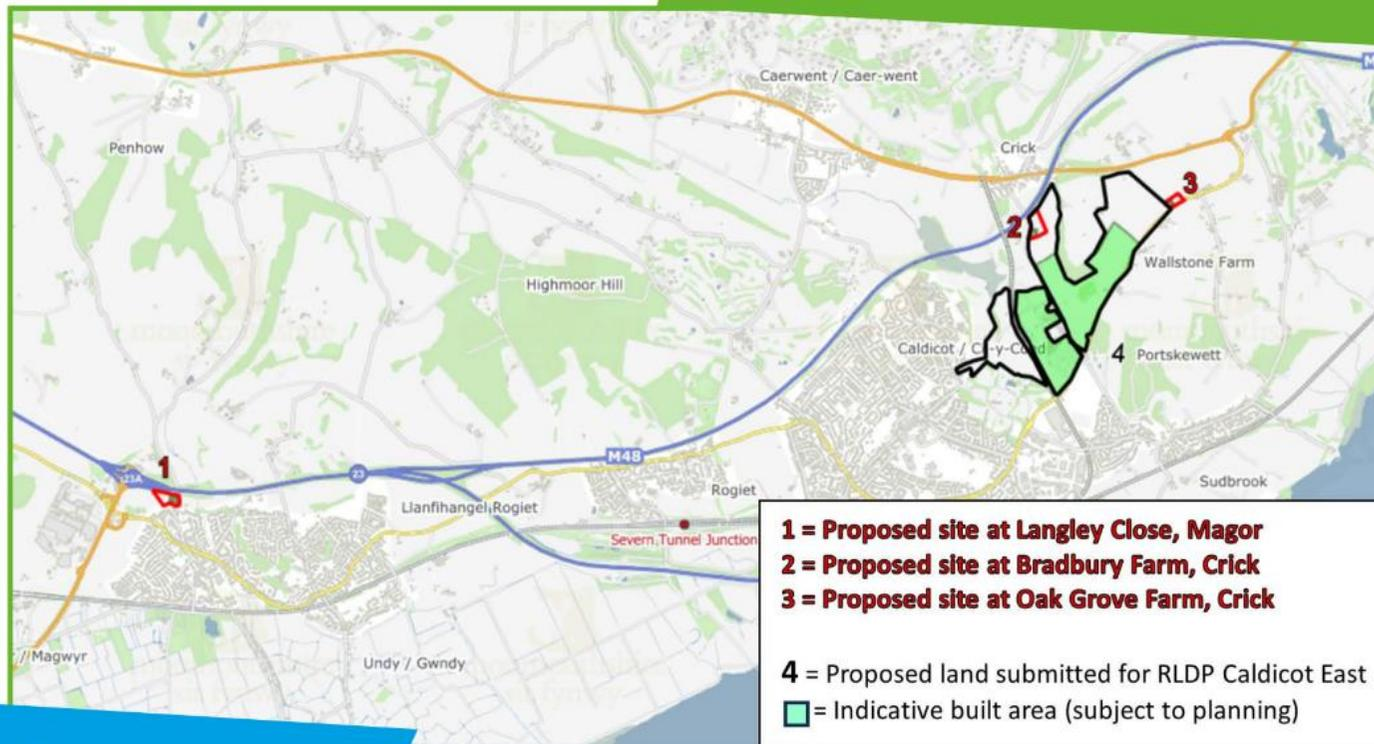 Caerwent / Caer-went
Penhow
Crick
3
2
Wallstone Farm
Highmoor Hill
Caldicot / C
4
Portskewett
1
23A
23
M48
Llanfihangel Rogiet
Rogiet
Sudbrook
Severn Tunnel Junction
/ Magwyr
Undy / Gwndy
1 = Proposed site at Langley Close, Magor
2 = Proposed site at Bradbury Farm, Crick
3 = Proposed site at Oak Grove Farm, Crick
4 = Proposed land submitted for RLDP Caldicot East
= Indicative built area (subject to planning)